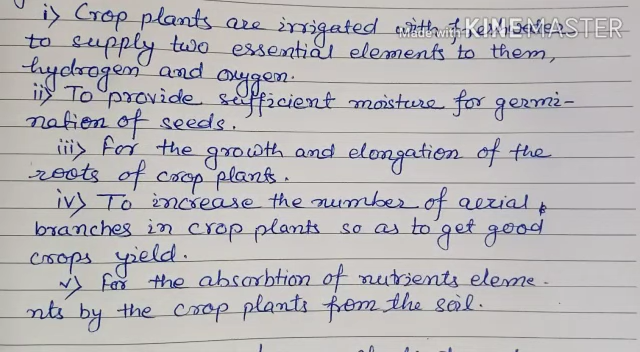 i) Crop plants are irrigated with freshwater
Made with KINEMASTER
to supply two essential elements to them,
hydrogen and oxygen.
ii) To provide sufficient moisture for germi-
nation of seeds.
iii) For the growth and elongation of the
roots of crop plants.
iv) To increase the number of aerial
branches in crop plants so as to get good
crops yield.
v) For the absorbtion of nutrients eleme-
nts by the crop plants from the soil.